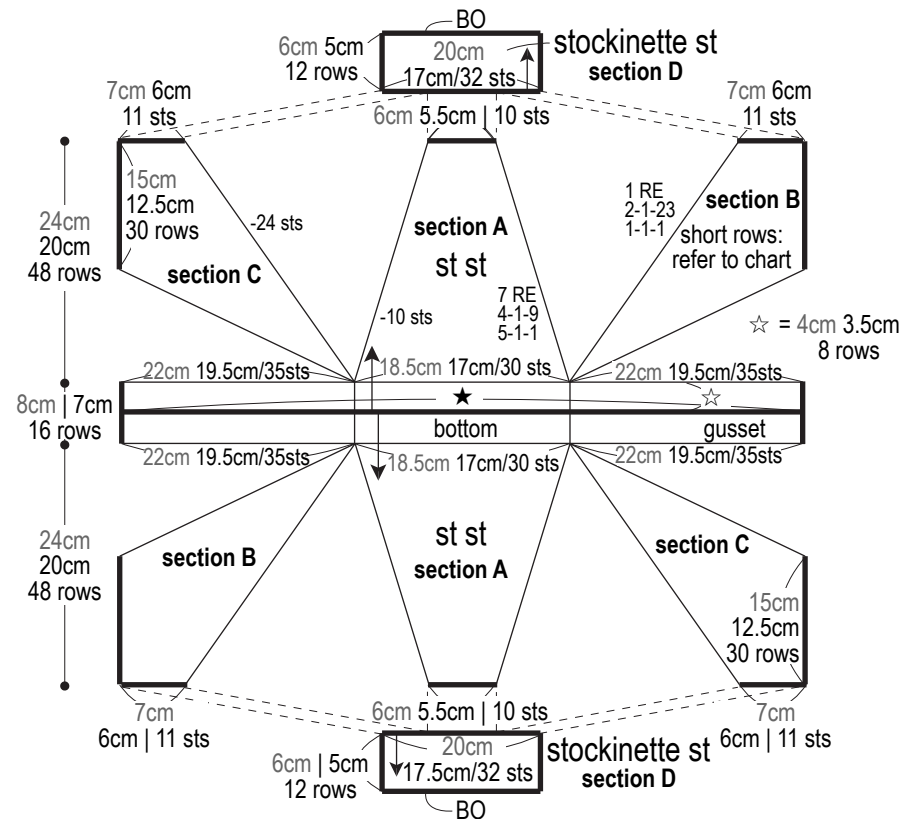 BO
6cm 5cm
12 rows
20cm
17cm/32 sts
stockinette st
section D
7cm 6cm
11 sts
6cm 5.5cm | 10 sts
7cm 6cm
11 sts
24cm
20cm
48 rows
15cm
12.5cm
30 rows
-24 sts
section C
section A
st st
-10 sts
7 RE
4-1-9
5-1-1
1 RE
2-1-23
1-1-1
section B
short rows:
refer to chart
☆ = 4cm 3.5cm
8 rows
22cm 19.5cm/35sts
18.5cm 17cm/30 sts
22cm 19.5cm/35sts
8cm | 7cm
16 rows
★
☆
bottom
gusset
22cm 19.5cm/35sts
18.5cm 17cm/30 sts
22cm 19.5cm/35sts
24cm
20cm
48 rows
section B
st st
section A
section C
15cm
12.5cm
30 rows
7cm
6cm | 11 sts
6cm 5.5cm | 10 sts
7cm
6cm | 11 sts
6cm | 5cm
12 rows
20cm
17.5cm/32 sts
stockinette st
section D
BO